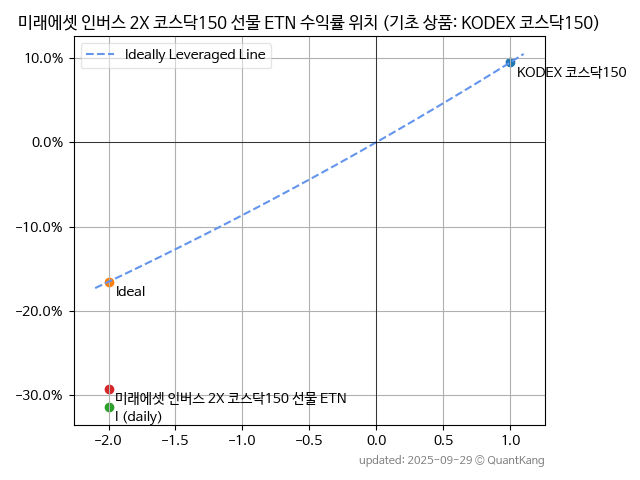 미래에셋 인버스 2X 코스닥150 선물 ETN 수익률 위치 (기초 상품: KODEX 코스닥150)
10.0%
0.0%
−10.0%
−20.0%
−30.0%
Ideally Leveraged Line
KODEX 코스닥150
Ideal
미래에셋 인버스 2X 코스닥150 선물 ETN
I (daily)
−2.0 −1.5 −1.0 −0.5 0.0 0.5 1.0
updated: 2025-09-29 © QuantKang